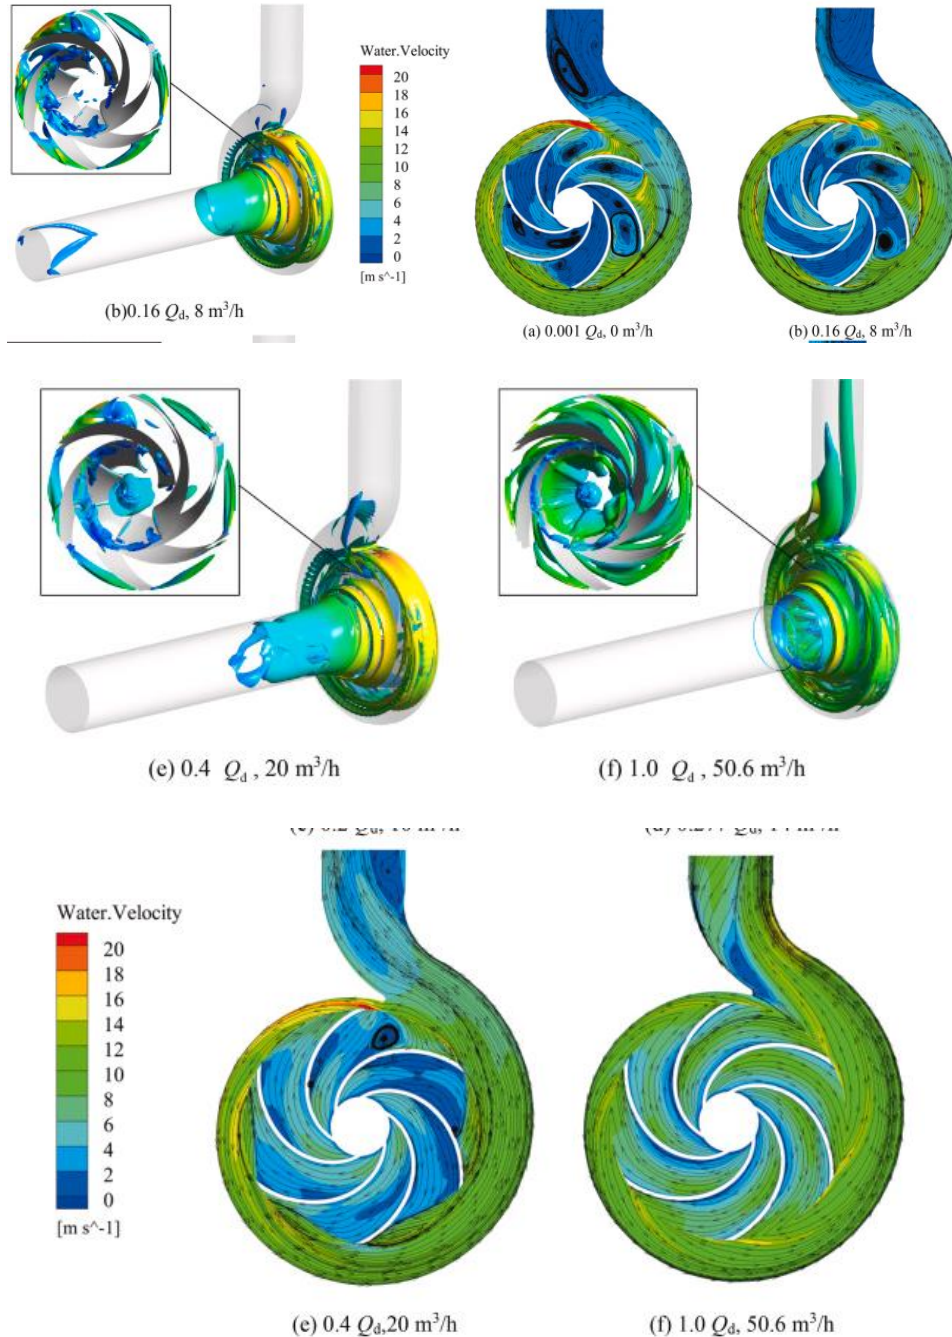 Water.Velocity
20
18
16
14
12
10
8
6
4
2
0
[m s^-1]
(b)0.16 Qd, 8 m³/h
(a) 0.001 Qd, 0 m³/h
(b) 0.16 Qd, 8 m³/h
(e) 0.4 Qd , 20 m³/h
(f) 1.0 Qd , 50.6 m³/h
Water.Velocity
20
18
16
14
12
10
8
6
4
2
0
[m s^-1]
(e) 0.4 Qd,20 m³/h
(f) 1.0 Qd, 50.6 m³/h